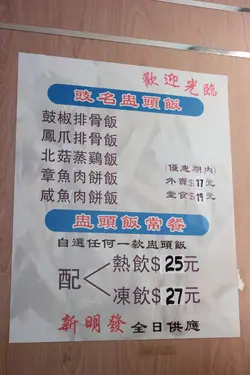 歡迎光臨
豉名盅頭飯
鼓椒排骨飯
鳳爪排骨飯
北菇蒸鷄飯
章魚肉餅飯
咸魚肉餅飯
(優惠期内)
外賣$17元
堂食$19元
盅頭飯常餐
自選任何一款盅頭飯
配
熱飲$25元
凍飲$27元
新明發 全日供應